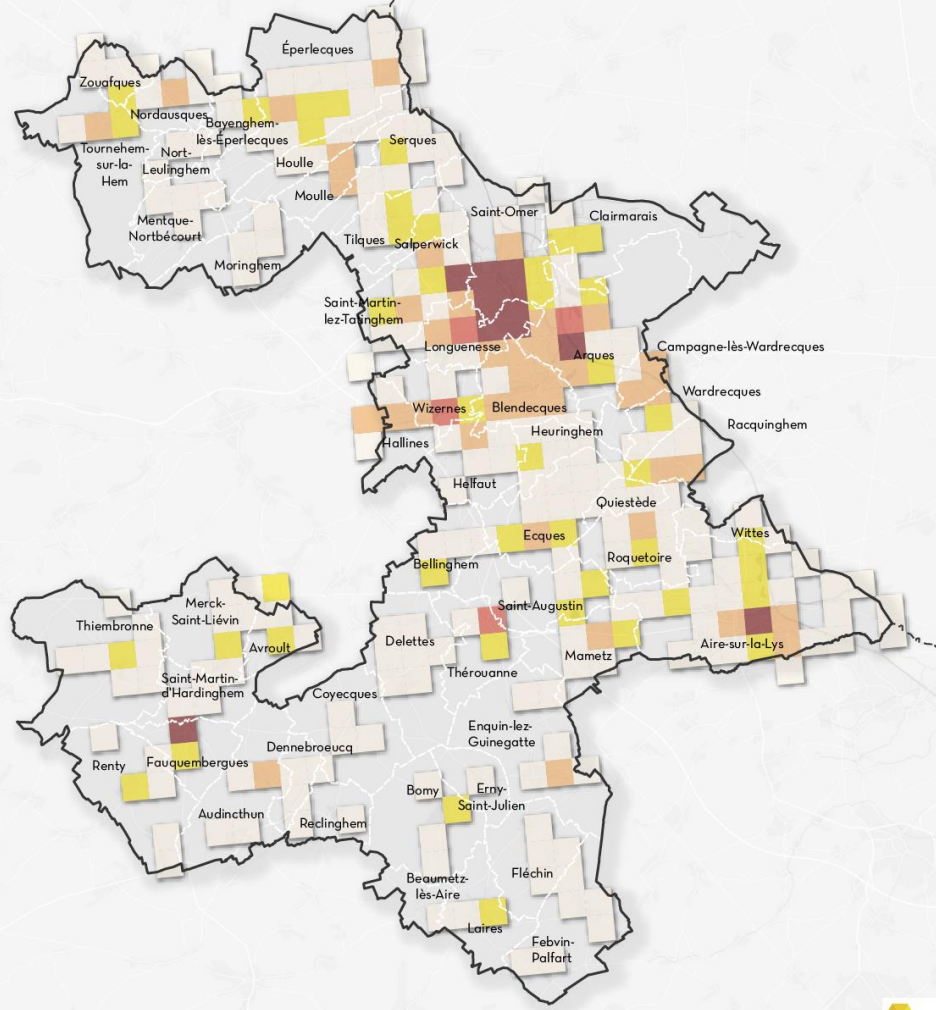 Éperlecques
Zouafques
Nordausques
Bayenghem-
lès-Éperlecques
Serques
Tournehem-
sur-la-
Hem
Nort-
Leulinghem
Houlle
Moulle
Mentque-
Nortbécourt
Saint-Omer
Clairmarais
Tilques
Salperwick
Moringhem
Saint-Martin-
lez-Tatinghem
Longuenesse
Arques
Campagne-lès-Wardrecques
Wardrecques
Wizernes
Blendecques
Racquinghem
Heuringhem
Hallines
Helfaut
Quiestède
Ecques
Wittes
Roquetoire
Bellinghem
Merck-
Saint-Liévin
Saint-Augustin
Thiembronne
Avroult
Delettes
Aire-sur-la-Lys
Mametz
Thérouanne
Saint-Martin-
d'Hardinghem
Coyecques
Enquin-lez-
Guinegatte
Dennebroeucq
Renty
Fauquembergues
Bomy
Erny-
Saint-Julien
Audincthun
Reclinghem
Fléchin
Beaumetz-
lès-Aire
Laires
Febvin-
Palfart